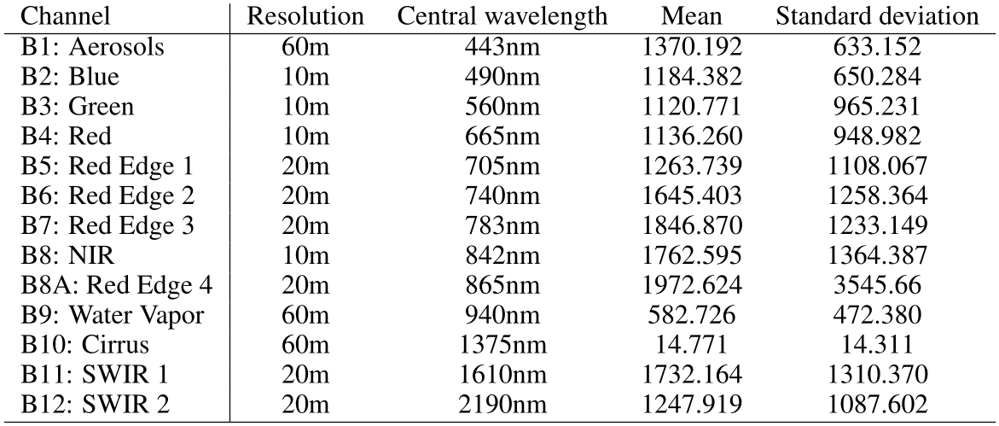 Channel Resolution Central wavelength Mean Standard deviation
B1: Aerosols 60m 443nm 1370.192 633.152
B2: Blue 10m 490nm 1184.382 650.284
B3: Green 10m 560nm 1120.771 965.231
B4: Red 10m 665nm 1136.260 948.982
B5: Red Edge 1 20m 705nm 1263.739 1108.067
B6: Red Edge 2 20m 740nm 1645.403 1258.364
B7: Red Edge 3 20m 783nm 1846.870 1233.149
B8: NIR 10m 842nm 1762.595 1364.387
B8A: Red Edge 4 20m 865nm 1972.624 3545.66
B9: Water Vapor 60m 940nm 582.726 472.380
B10: Cirrus 60m 1375nm 14.771 14.311
B11: SWIR 1 20m 1610nm 1732.164 1310.370
B12: SWIR 2 20m 2190nm 1247.919 1087.602